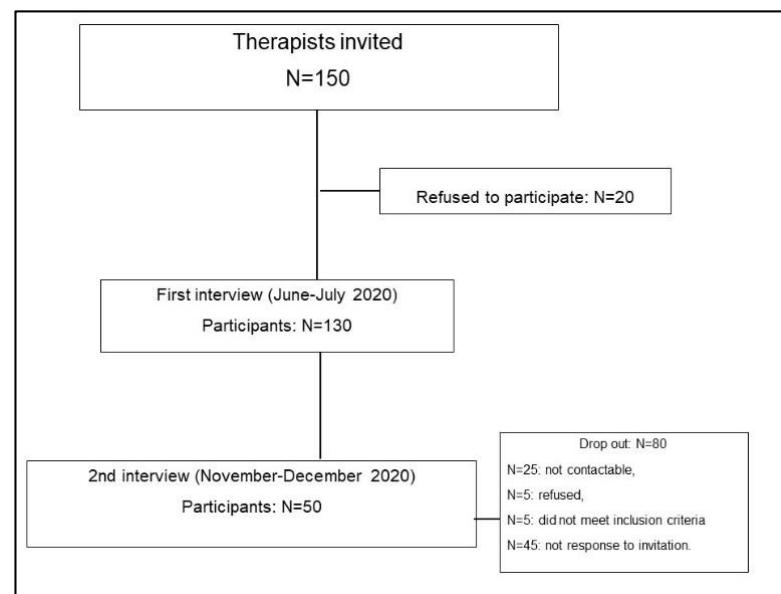 Therapists invited
N=150
Refused to participate: N=20
First interview (June-July 2020)
Participants: N=130
2nd interview (November-December 2020)
Participants: N=50
Drop out: N=80
N=25: not contactable,
N=5: refused,
N=5: did not meet inclusion criteria
N=45: not response to invitation.